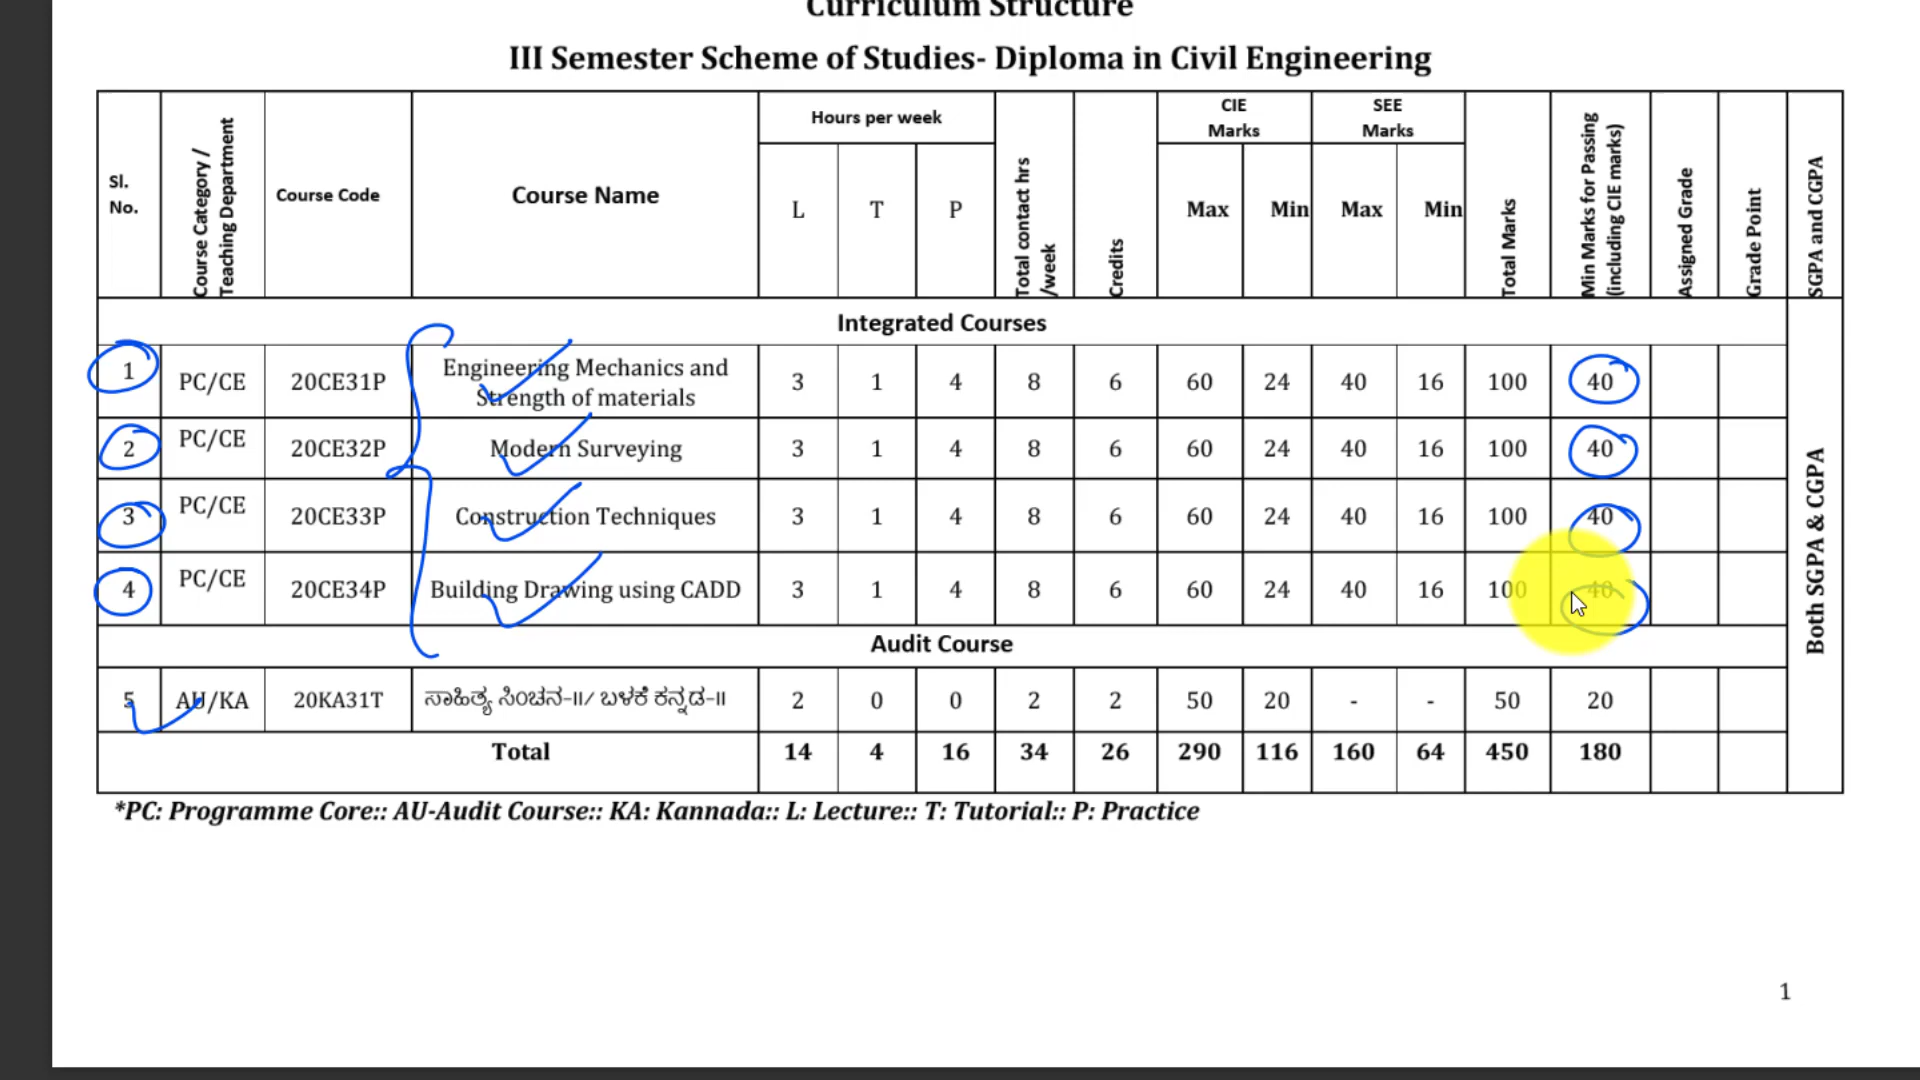 Curriculum Structure
III Semester Scheme of Studies- Diploma in Civil Engineering
Sl. No. Course Category / Teaching Department Course Code Course Name Hours per week L T P Total contact hrs /week Credits CIE Marks Max Min SEE Marks Max Min Total Marks Min Marks for Passing (including CIE marks) Assigned Grade Grade Point SGPA and CGPA
Integrated Courses
1 PC/CE 20CE31P Engineering Mechanics and Strength of materials 3 1 4 8 6 60 24 40 16 100 40
2 PC/CE 20CE32P Modern Surveying 3 1 4 8 6 60 24 40 16 100 40
3 PC/CE 20CE33P Construction Techniques 3 1 4 8 6 60 24 40 16 100 40
4 PC/CE 20CE34P Building Drawing using CADD 3 1 4 8 6 60 24 40 16 100 40
Both SGPA & CGPA
Audit Course
5 AU/KA 20KA31T ಸಾಹಿತ್ಯ ಸಿಂಚನ-II/ ಬಳಕೆ ಕನ್ನಡ-II 2 0 0 2 2 50 20 - - 50 20
Total 14 4 16 34 26 290 116 160 64 450 180
*PC: Programme Core:: AU-Audit Course:: KA: Kannada:: L: Lecture:: T: Tutorial:: P: Practice
1